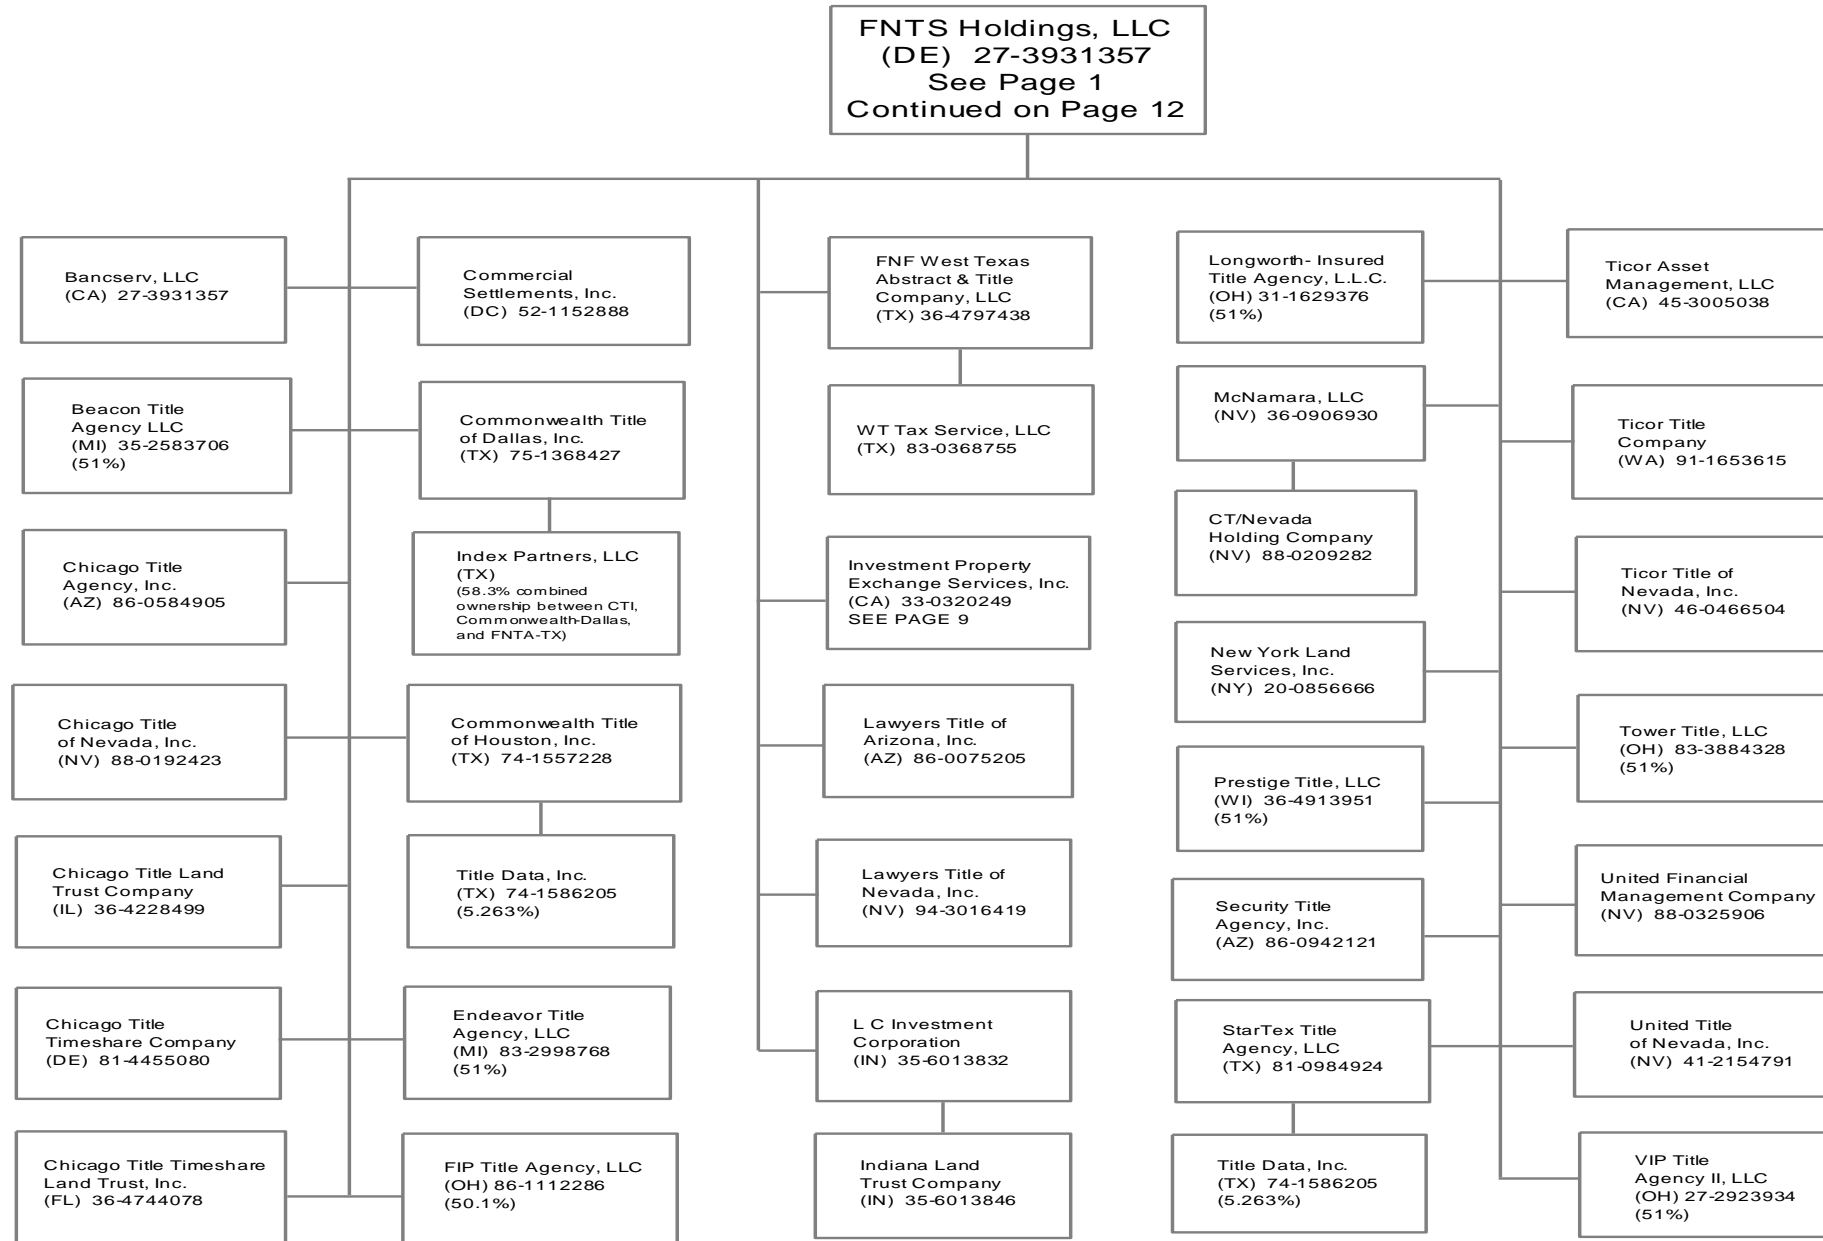 FNTS Holdings, LLC
(DE) 27-3931357
See Page 1
Continued on Page 12
Bancserv, LLC
(CA) 27-3931357
Beacon Title
Agency LLC
(MI) 35-2583706
(51%)
Chicago Title
Agency, Inc.
(AZ) 86-0584905
Chicago Title
of Nevada, Inc.
(NV) 88-0192423
Chicago Title Land
Trust Company
(IL) 36-4228499
Chicago Title
Timeshare Company
(DE) 81-4455080
Chicago Title Timeshare
Land Trust, Inc.
(FL) 36-4744078
Commercial
Settlements, Inc.
(DC) 52-1152888
Commonwealth Title
of Dallas, Inc.
(TX) 75-1368427
Index Partners, LLC
(TX)
(58.3% combined
ownership between CTI,
Commonwealth-Dallas,
and FNTA-TX)
Commonwealth Title
of Houston, Inc.
(TX) 74-1557228
Title Data, Inc.
(TX) 74-1586205
(5.263%)
Endeavor Title
Agency, LLC
(MI) 83-2998768
(51%)
FIP Title Agency, LLC
(OH) 86-1112286
(50.1%)
FNF West Texas
Abstract & Title
Company, LLC
(TX) 36-4797438
WT Tax Service, LLC
(TX) 83-0368755
Investment Property
Exchange Services, Inc.
(CA) 33-0320249
SEE PAGE 9
Lawyers Title of
Arizona, Inc.
(AZ) 86-0075205
Lawyers Title of
Nevada, Inc.
(NV) 94-3016419
L C Investment
Corporation
(IN) 35-6013832
Indiana Land
Trust Company
(IN) 35-6013846
Longworth- Insured
Title Agency, L.L.C.
(OH) 31-1629376
(51%)
McNamara, LLC
(NV) 36-0906930
CT/Nevada
Holding Company
(NV) 88-0209282
New York Land
Services, Inc.
(NY) 20-0856666
Prestige Title, LLC
(WI) 36-4913951
(51%)
Security Title
Agency, Inc.
(AZ) 86-0942121
StarTex Title
Agency, LLC
(TX) 81-0984924
Title Data, Inc.
(TX) 74-1586205
(5.263%)
Ticor Asset
Management, LLC
(CA) 45-3005038
Ticor Title
Company
(WA) 91-1653615
Ticor Title of
Nevada, Inc.
(NV) 46-0466504
Tower Title, LLC
(OH) 83-3884328
(51%)
United Financial
Management Company
(NV) 88-0325906
United Title
of Nevada, Inc.
(NV) 41-2154791
VIP Title
Agency II, LLC
(OH) 27-2923934
(51%)